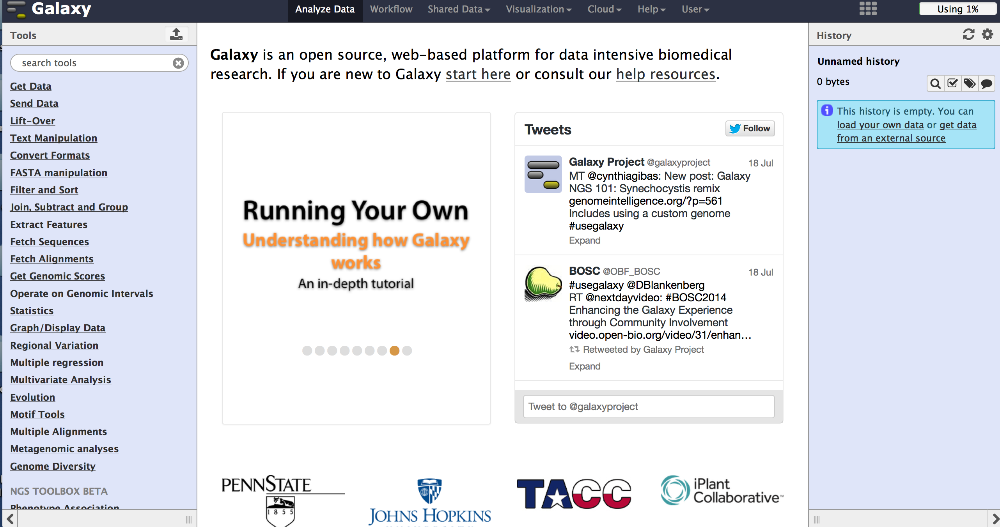 Galaxy
Analyze Data
Workflow
Shared Data
Visualization
Cloud
Help
User
Using 1%
Tools
search tools
Get Data
Send Data
Lift-Over
Text Manipulation
Convert Formats
FASTA manipulation
Filter and Sort
Join, Subtract and Group
Extract Features
Fetch Sequences
Fetch Alignments
Get Genomic Scores
Operate on Genomic Intervals
Statistics
Graph/Display Data
Regional Variation
Multiple regression
Multivariate Analysis
Evolution
Motif Tools
Multiple Alignments
Metagenomic analyses
Genome Diversity
NGS TOOLBOX BETA
Phenotype Association
Galaxy is an open source, web-based platform for data intensive biomedical
research. If you are new to Galaxy start here or consult our help resources.
Running Your Own
Understanding how Galaxy
works
An in-depth tutorial
Tweets
Follow
Galaxy Project @galaxyproject 18 Jul
MT @cynthiagibas: New post: Galaxy
NGS 101: Synechocystis remix
genomeintelligence.org/?p=561
Includes using a custom genome
#usegalaxy
Expand
BOSC @OBF_BOSC 18 Jul
#usegalaxy @DBlankenberg
RT @nextdayvideo: #BOSC2014
Enhancing the Galaxy Experience
through Community Involvement
video.open-bio.org/video/31/enhan...
Retweeted by Galaxy Project
Expand
Tweet to @galaxyproject
PENNSTATE
1855
JOHNS HOPKINS
TACC
iPlant
Collaborative™
History
Unnamed history
0 bytes
This history is empty. You can
load your own data or get data
from an external source